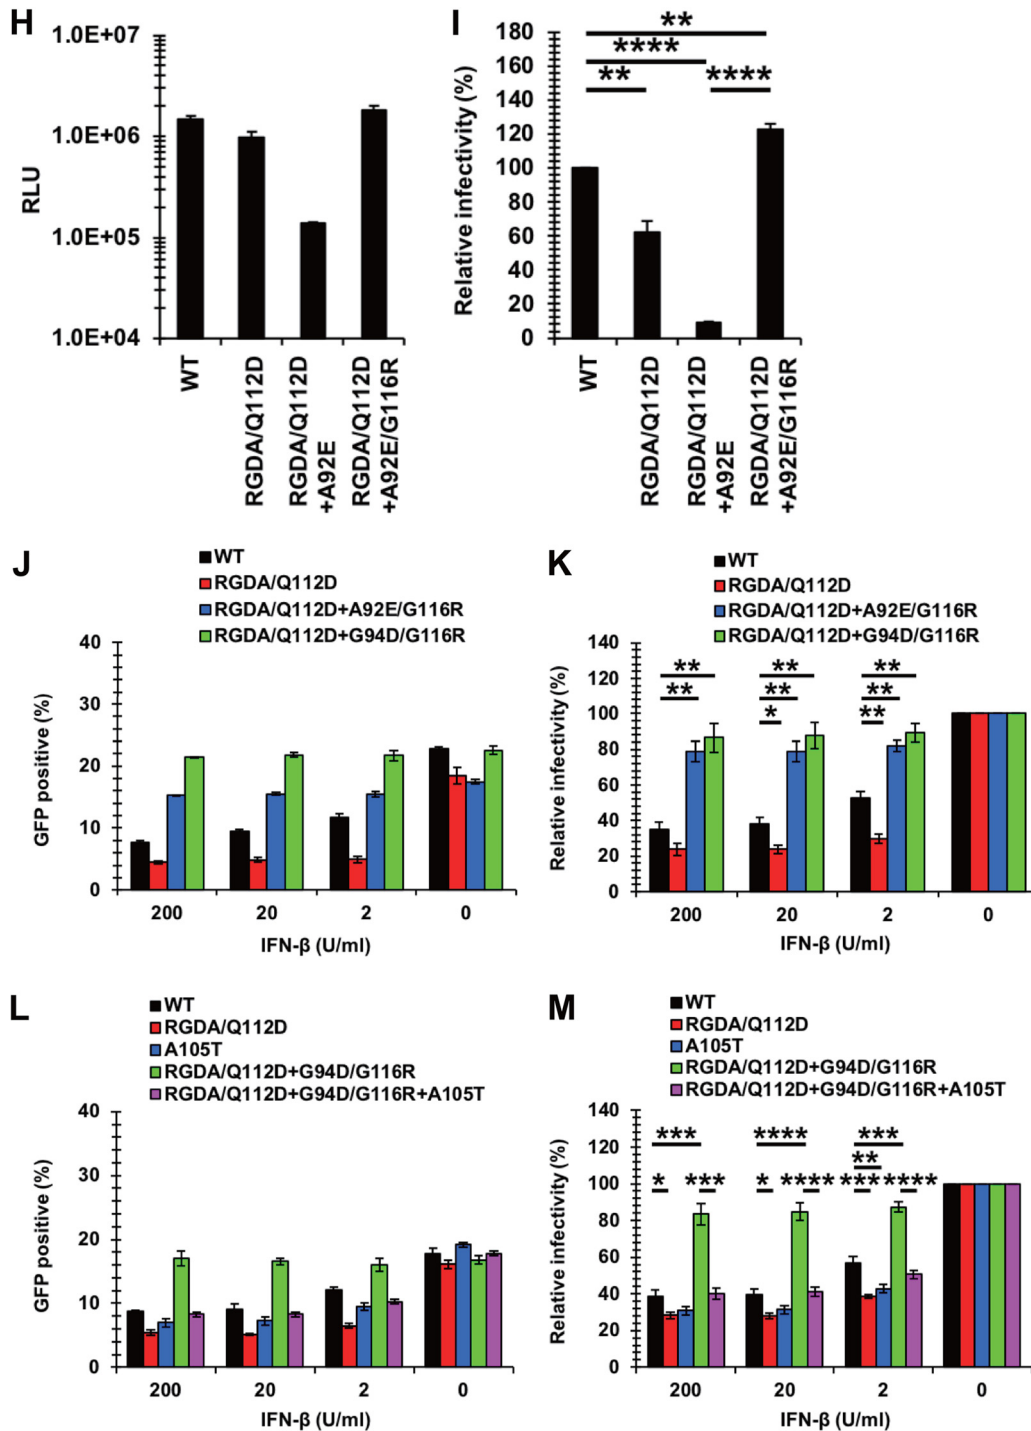 H
1.0E+07
1.0E+06
1.0E+05
1.0E+04
RLU
WT
RGDA/Q112D
RGDA/Q112D
+A92E
RGDA/Q112D
+A92E/G116R
I
180
160
140
120
100
80
60
40
20
0
Relative infectivity (%)
**
****
** ****
WT
RGDA/Q112D
RGDA/Q112D
+A92E
RGDA/Q112D
+A92E/G116R
J
WT
RGDA/Q112D
RGDA/Q112D+A92E/G116R
RGDA/Q112D+G94D/G116R
40
30
20
10
0
GFP positive (%)
200 20 2 0
IFN-β (U/ml)
K
WT
RGDA/Q112D
RGDA/Q112D+A92E/G116R
RGDA/Q112D+G94D/G116R
140
120
100
80
60
40
20
0
Relative infectivity (%)
** ** **
** ** **
* **
200 20 2 0
IFN-β (U/ml)
L
WT
RGDA/Q112D
A105T
RGDA/Q112D+G94D/G116R
RGDA/Q112D+G94D/G116R+A105T
40
30
20
10
0
GFP positive (%)
200 20 2 0
IFN-β (U/ml)
M
WT
RGDA/Q112D
A105T
RGDA/Q112D+G94D/G116R
RGDA/Q112D+G94D/G116R+A105T
140
120
100
80
60
40
20
0
Relative infectivity (%)
*** **** ***
**
* *** * **** *** ****
200 20 2 0
IFN-β (U/ml)